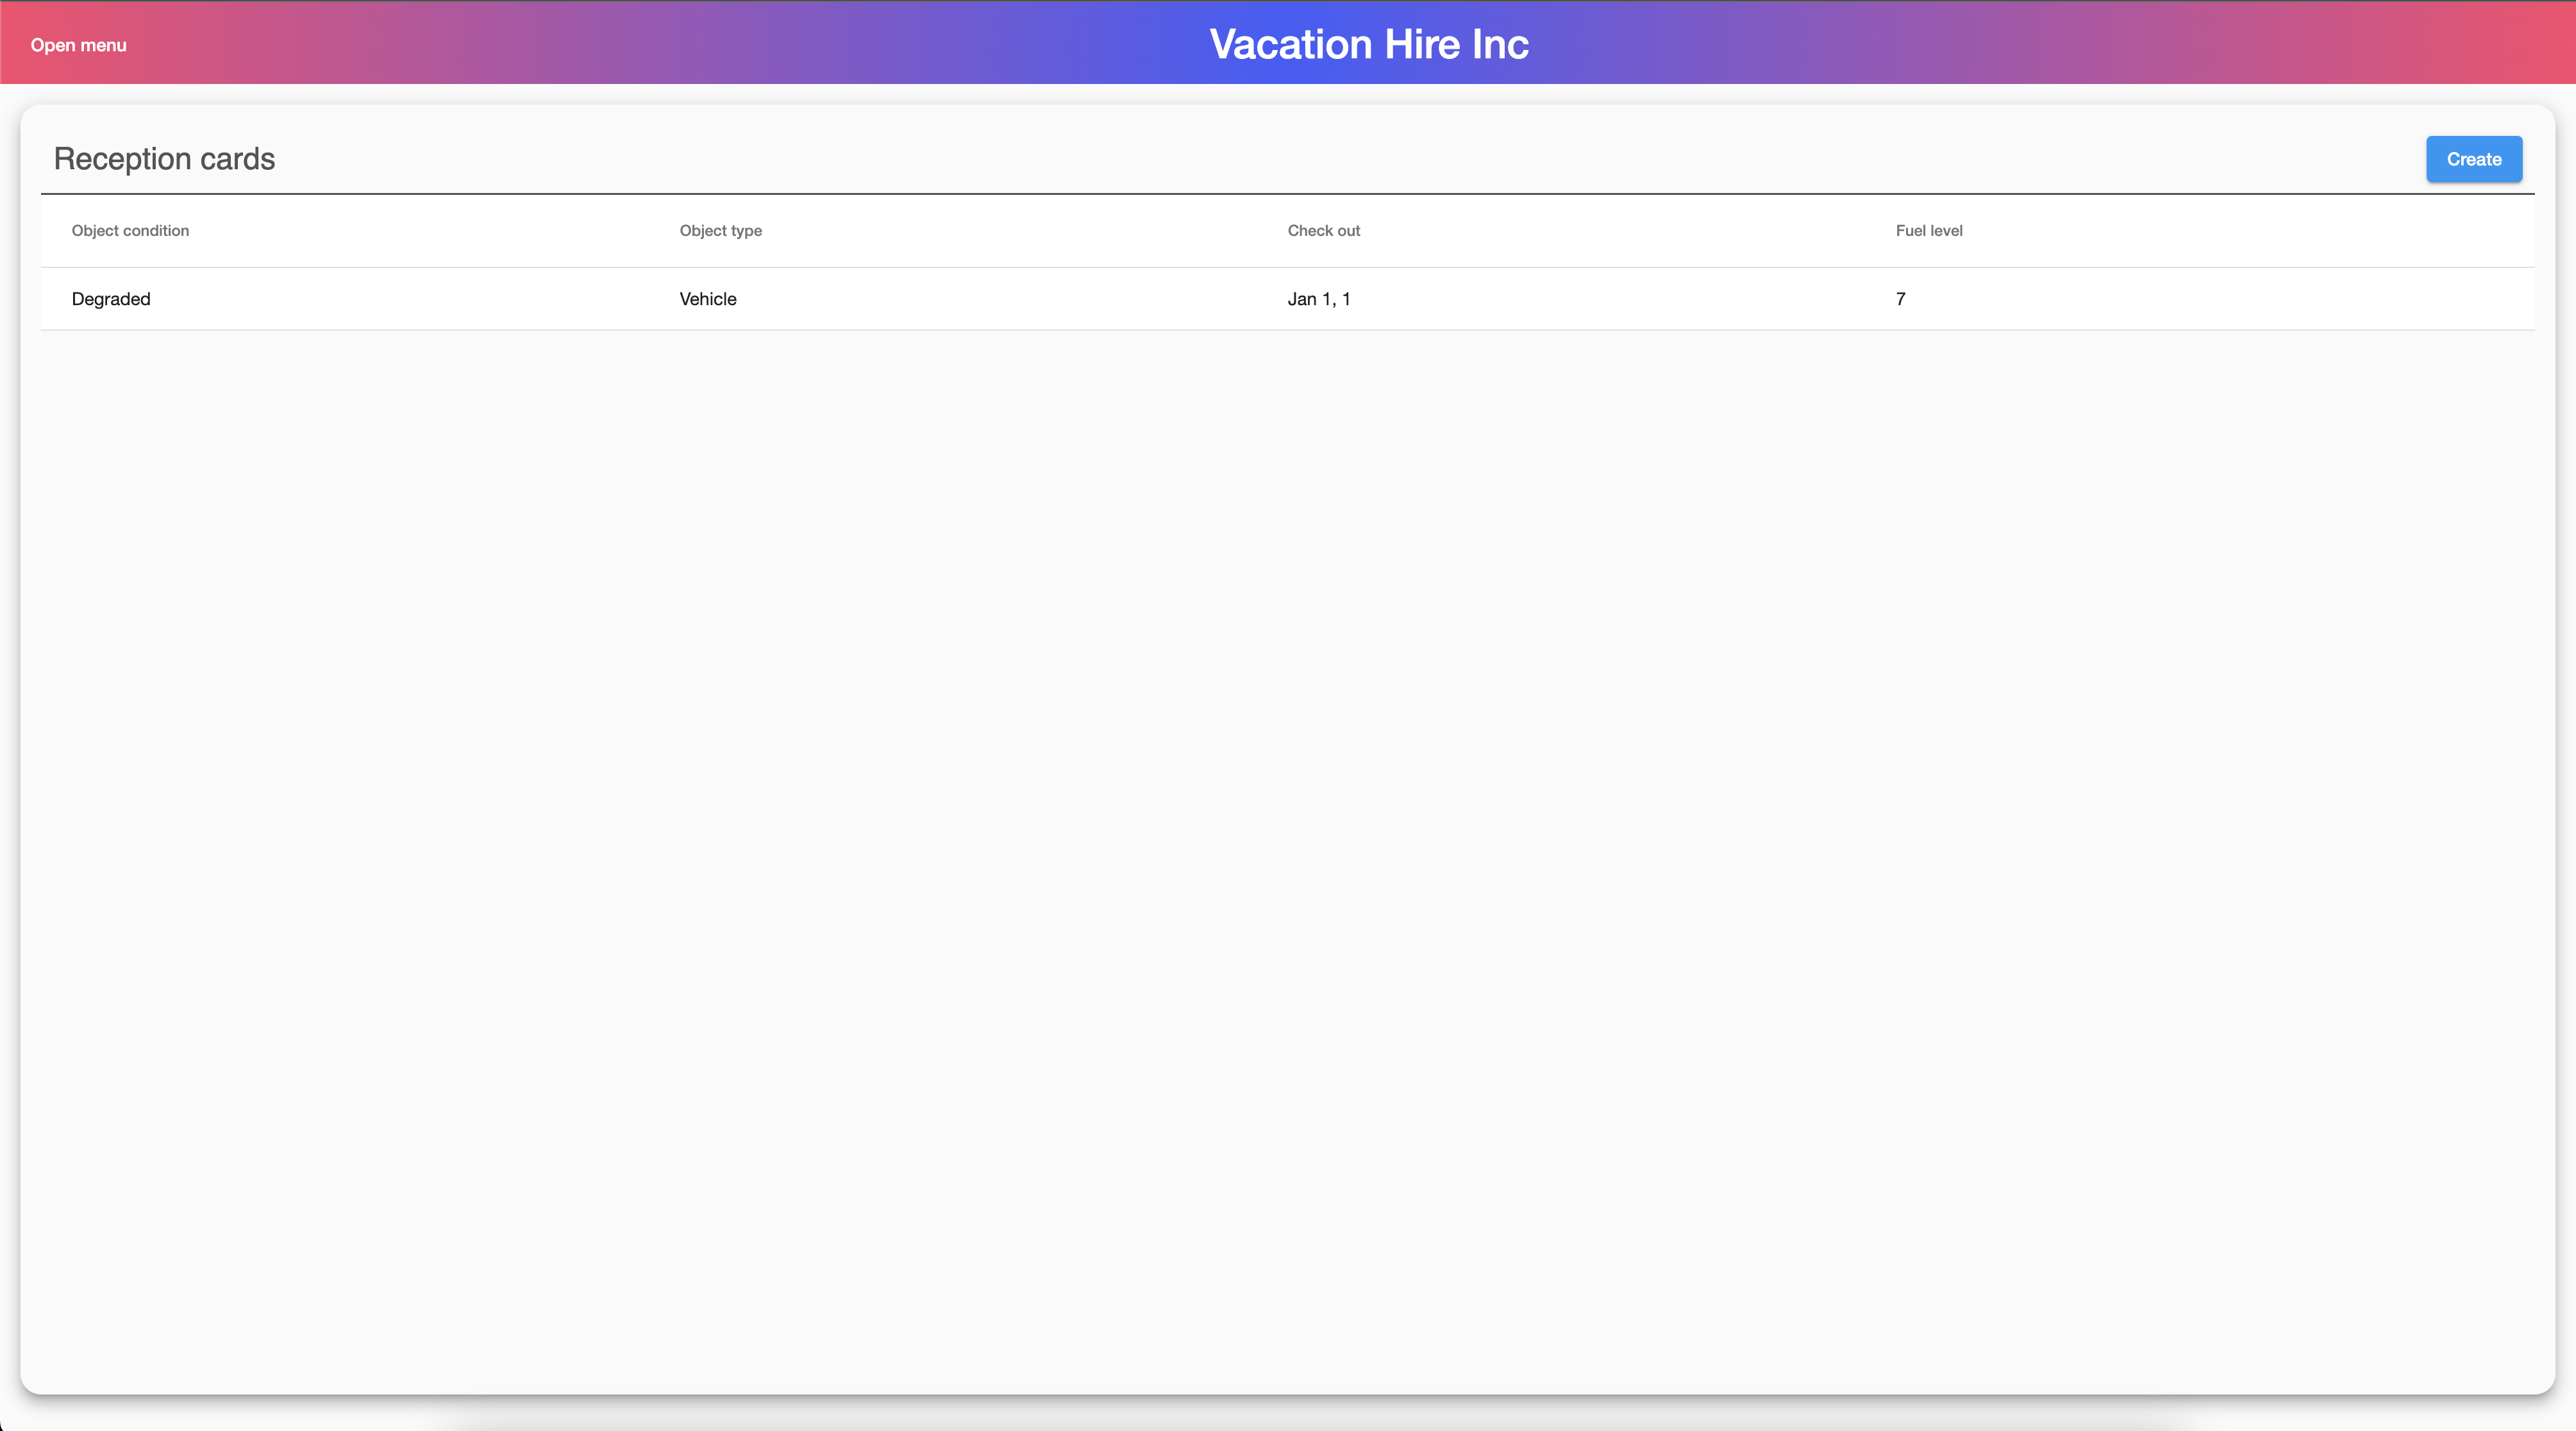 Open menu
Vacation Hire Inc
Reception cards
Create
Object condition Object type Check out Fuel level
Degraded Vehicle Jan 1, 1 7